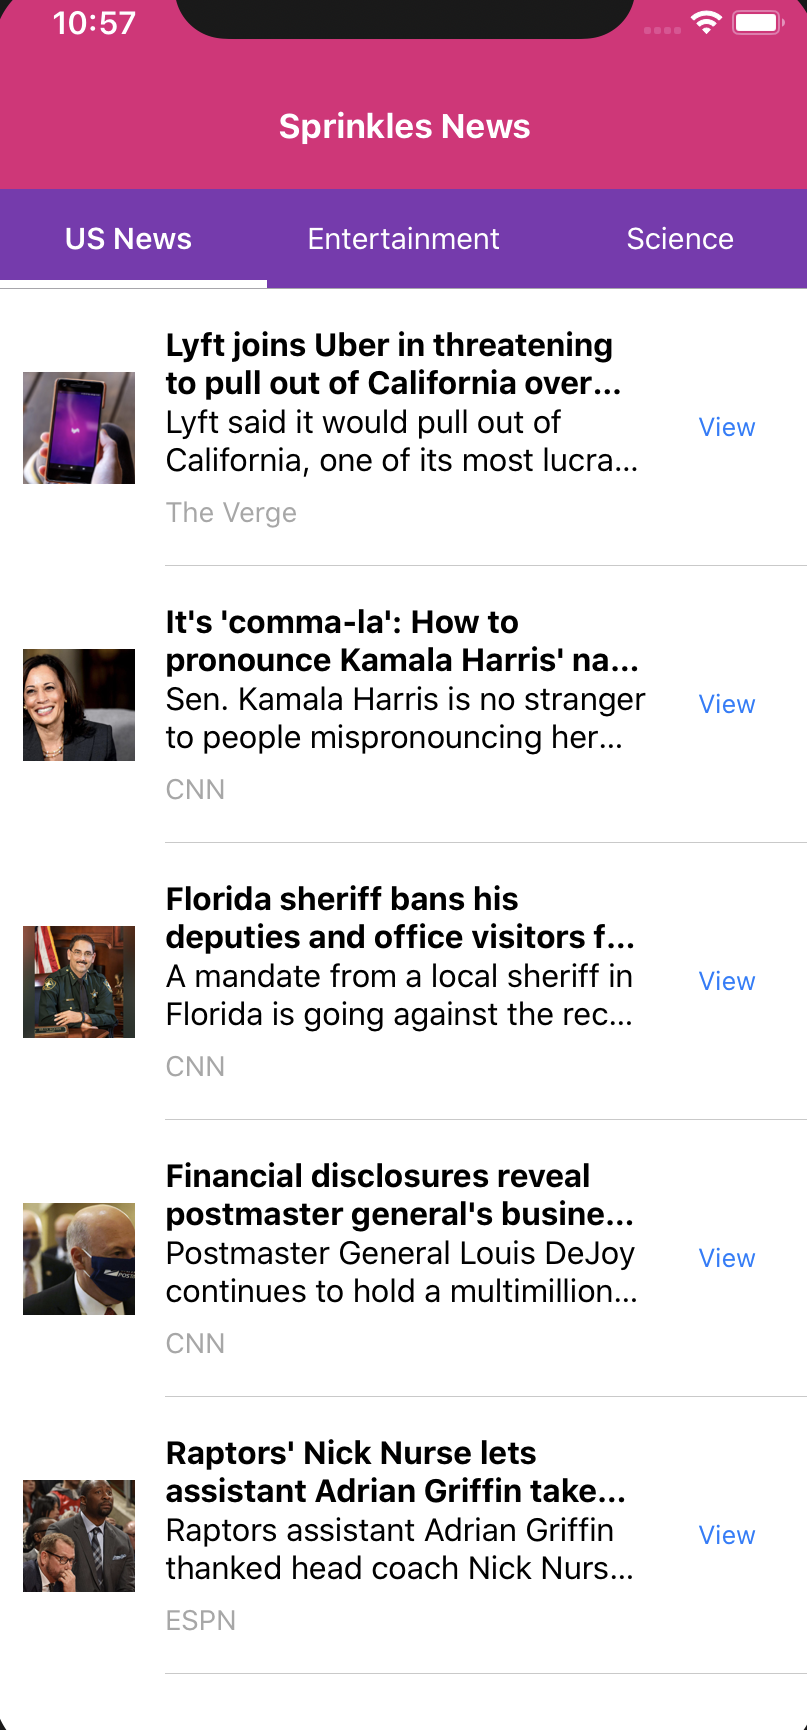 10:57
Sprinkles News
US News
Entertainment
Science
Lyft joins Uber in threatening
to pull out of California over...
Lyft said it would pull out of
California, one of its most lucra...
View
The Verge
It's 'comma-la': How to
pronounce Kamala Harris' na...
Sen. Kamala Harris is no stranger
to people mispronouncing her...
View
CNN
Florida sheriff bans his
deputies and office visitors f...
A mandate from a local sheriff in
Florida is going against the rec...
View
CNN
Financial disclosures reveal
postmaster general's busine...
Postmaster General Louis DeJoy
continues to hold a multimillion...
View
CNN
Raptors' Nick Nurse lets
assistant Adrian Griffin take...
Raptors assistant Adrian Griffin
thanked head coach Nick Nurs...
View
ESPN